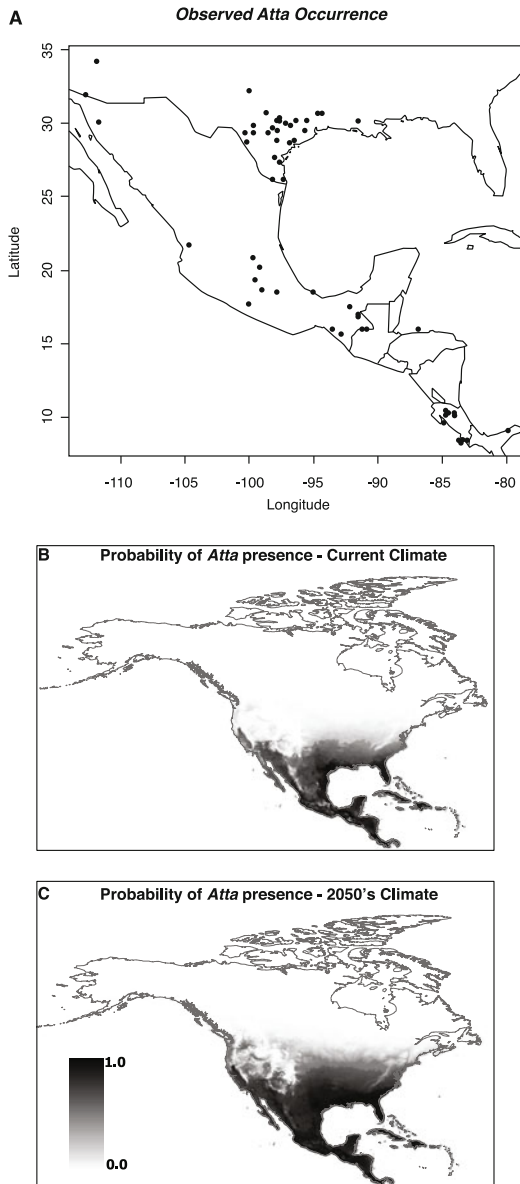 A
Observed Atta Occurrence
35
30
25
20
15
10
Latitude
-110
-105
-100
-95
-90
-85
-80
Longitude
B
Probability of Atta presence - Current Climate
C
Probability of Atta presence - 2050's Climate
1.0
0.0